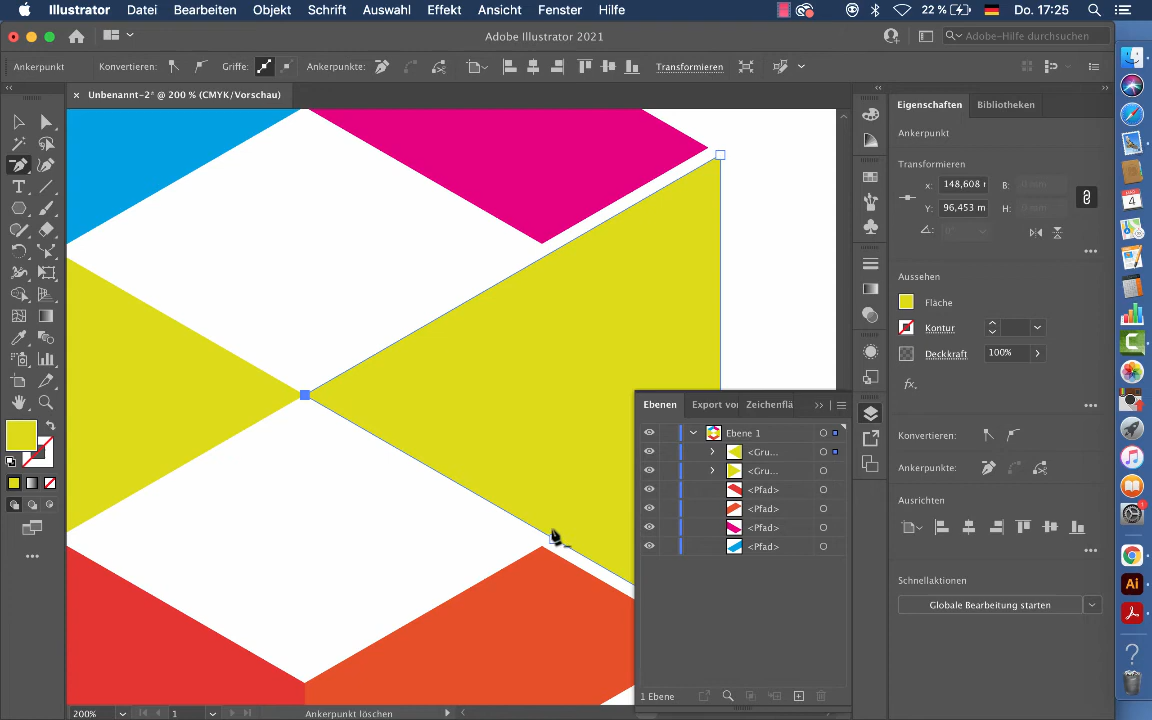 Illustrator Datei Bearbeiten Objekt Schrift Auswahl Effekt Ansicht Fenster Hilfe 22 % Do. 17:25
Adobe Illustrator 2021 Adobe-Hilfe durchsuchen
Ankerpunkt Konvertieren: Griffe: Ankerpunkte: Transformieren
× Unbenannt-2* @ 200 % (CMYK/Vorschau)
Eigenschaften Bibliotheken
Ankerpunkt
Transformieren
X: 148,608 B:
Y: 96,453 m H:
Aussehen
Fläche
Kontur
Deckkraft 100%
fx.
Konvertieren:
Ankerpunkte:
Ausrichten
Schnellaktionen
Globale Bearbeitung starten
Ebenen Export vor Zeichenflä
Ebene 1
<Gru...
<Gru...
<Pfad>
<Pfad>
<Pfad>
<Pfad>
1 Ebene
200% 1 Ankerpunkt löschen